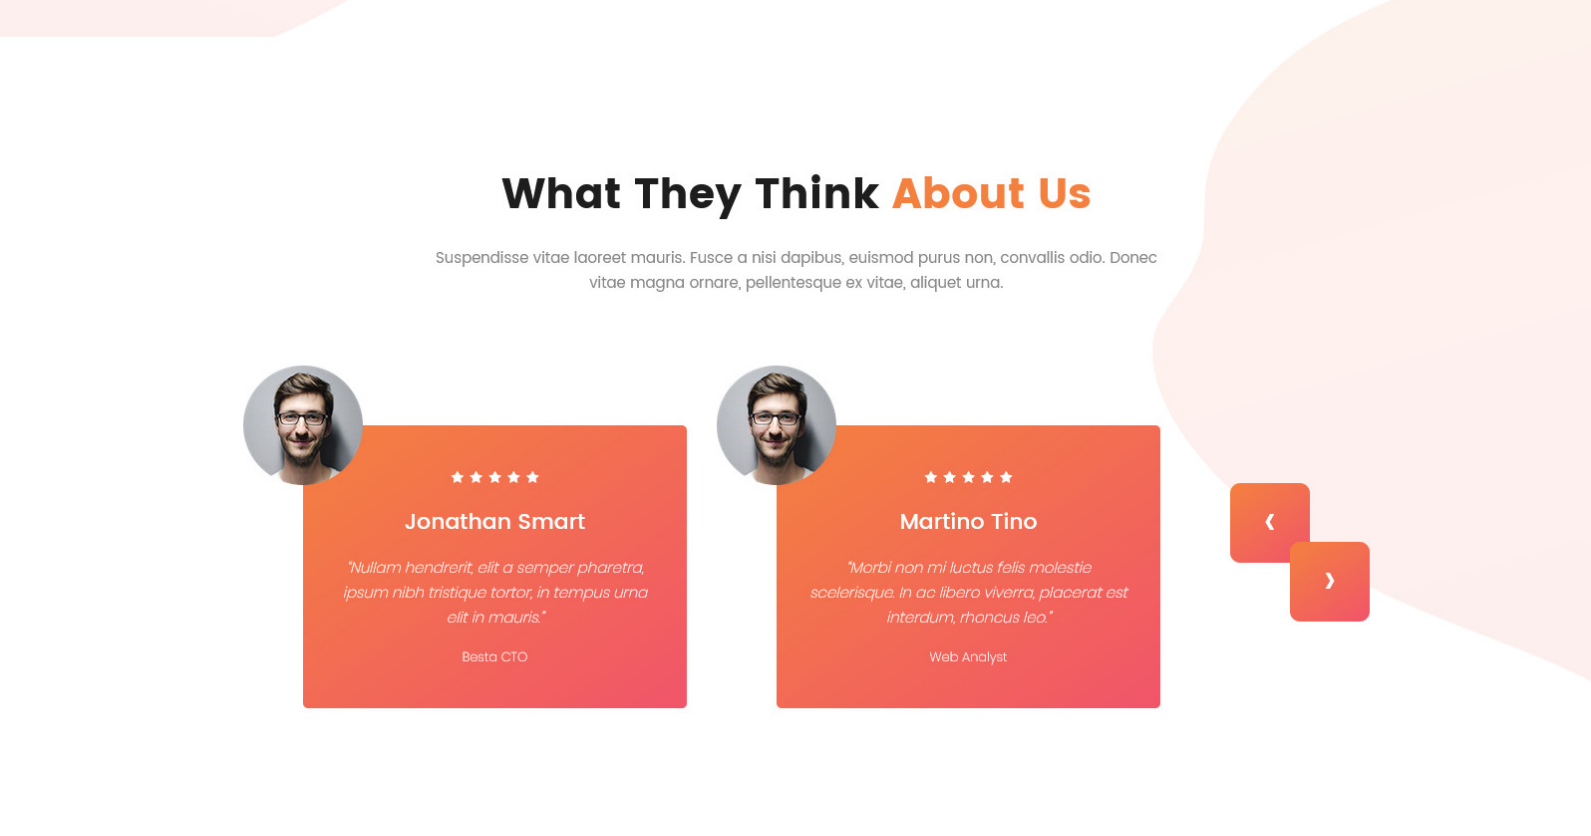 What They Think About Us
Suspendisse vitae laoreet mauris. Fusce a nisi dapibus, euismod purus non, convallis odio. Donec
vitae magna ornare, pellentesque ex vitae, aliquet urna.
Jonathan Smart
"Nullam hendrerit, elit a semper pharetra,
ipsum nibh tristique tortor, in tempus urna
elit in mauris."
Besta CTO
Martino Tino
"Morbi non mi luctus felis molestie
scelerisque. In ac libero viverra, placerat est
interdum, rhoncus leo."
Web Analyst